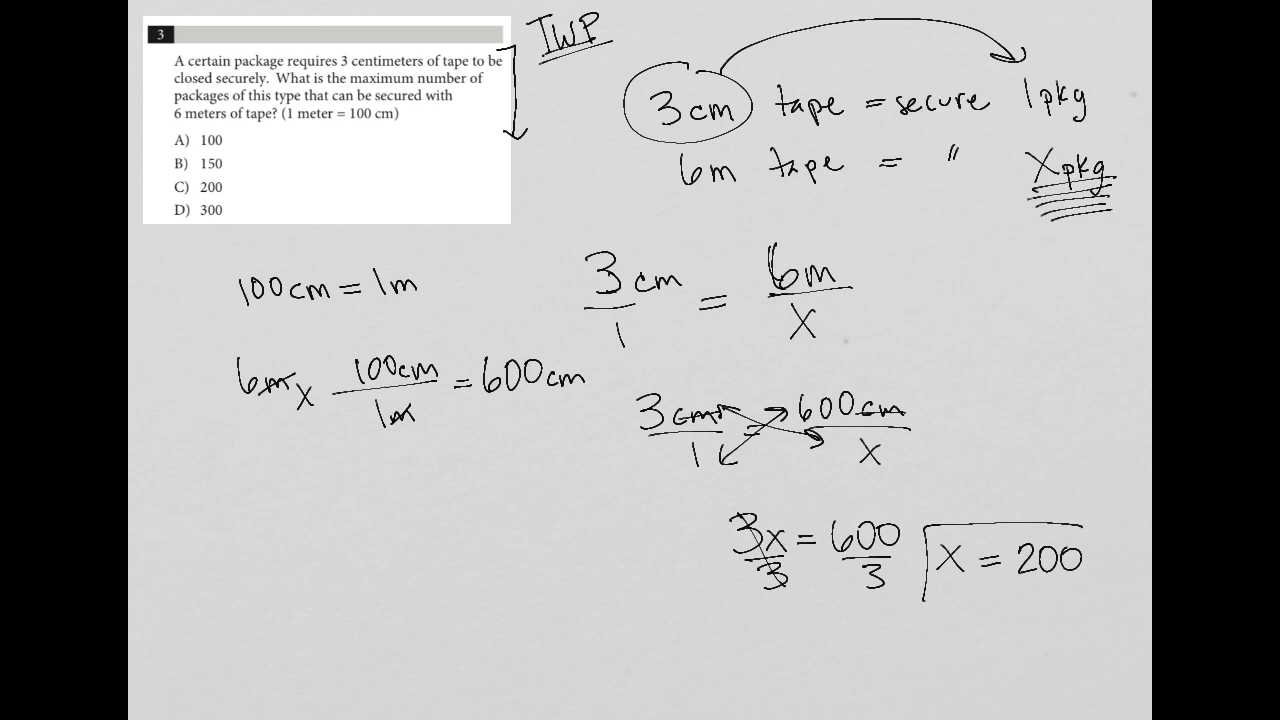 3
A certain package requires 3 centimeters of tape to be
closed securely. What is the maximum number of
packages of this type that can be secured with
6 meters of tape? (1 meter = 100 cm)
A) 100
B) 150
C) 200
D) 300
IWP
3cm tape = secure 1pkg
6m tape = " Xpkg
100cm = 1m
6m x 100cm/1m = 600cm
3cm/1 = 6m/X
3cm/1 = 600cm/X
3x/3 = 600/3
X = 200